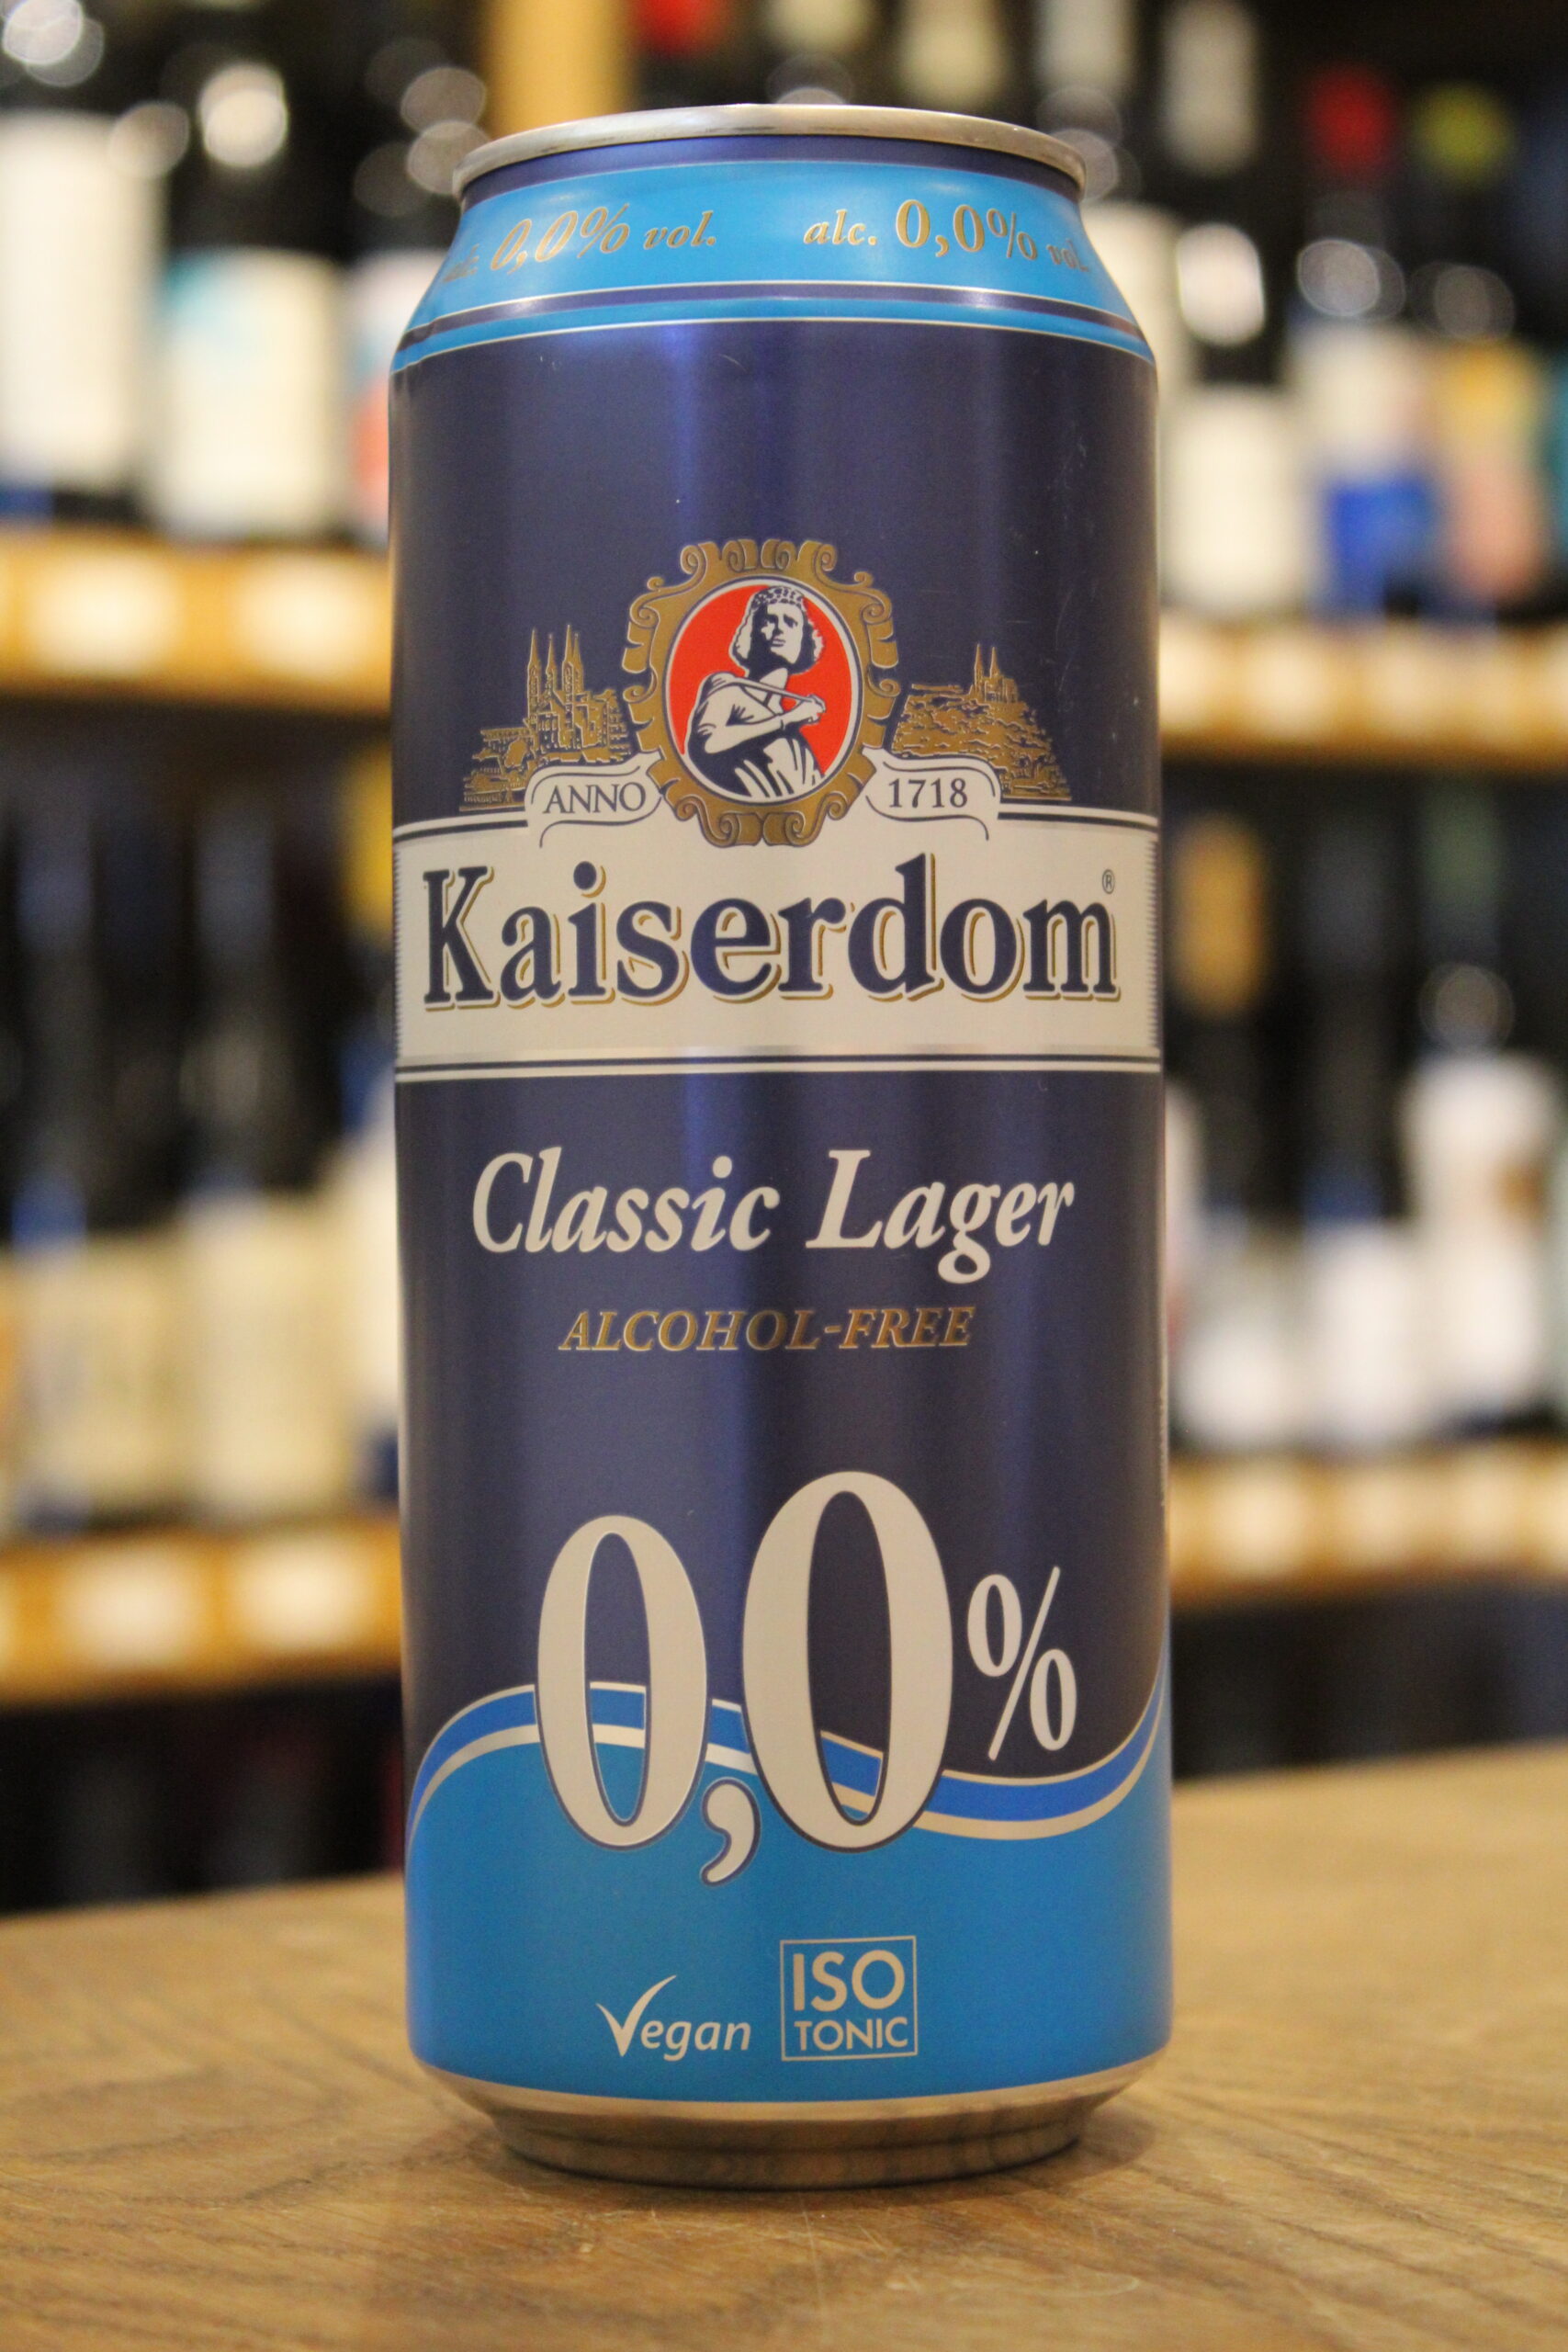 alc. 0,0% vol. alc. 0,0% vol.
ANNO 1718
Kaiserdom®
Classic Lager
ALCOHOL-FREE
0,0%
Vegan ISO
TONIC